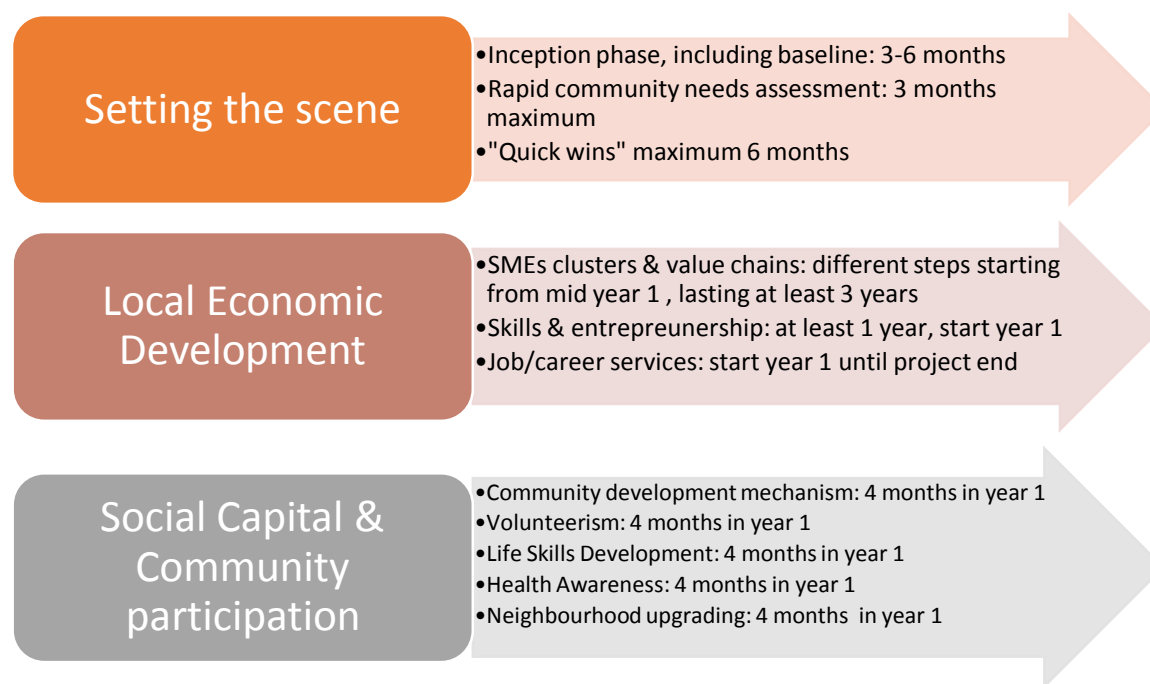 Setting the scene
•Inception phase, including baseline: 3-6 months
•Rapid community needs assessment: 3 months
maximum
•"Quick wins" maximum 6 months
Local Economic
Development
•SMEs clusters & value chains: different steps starting
from mid year 1 , lasting at least 3 years
•Skills & entrepreunership: at least 1 year, start year 1
•Job/career services: start year 1 until project end
Social Capital &
Community
participation
•Community development mechanism: 4 months in year 1
•Volunteerism: 4 months in year 1
•Life Skills Development: 4 months in year 1
•Health Awareness: 4 months in year 1
•Neighbourhood upgrading: 4 months  in year 1